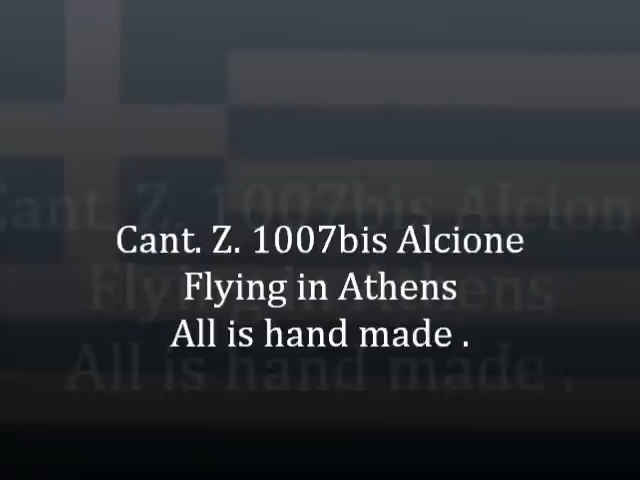 Cant. Z. 1007bis Alcione
Flying in Athens
All is hand made .